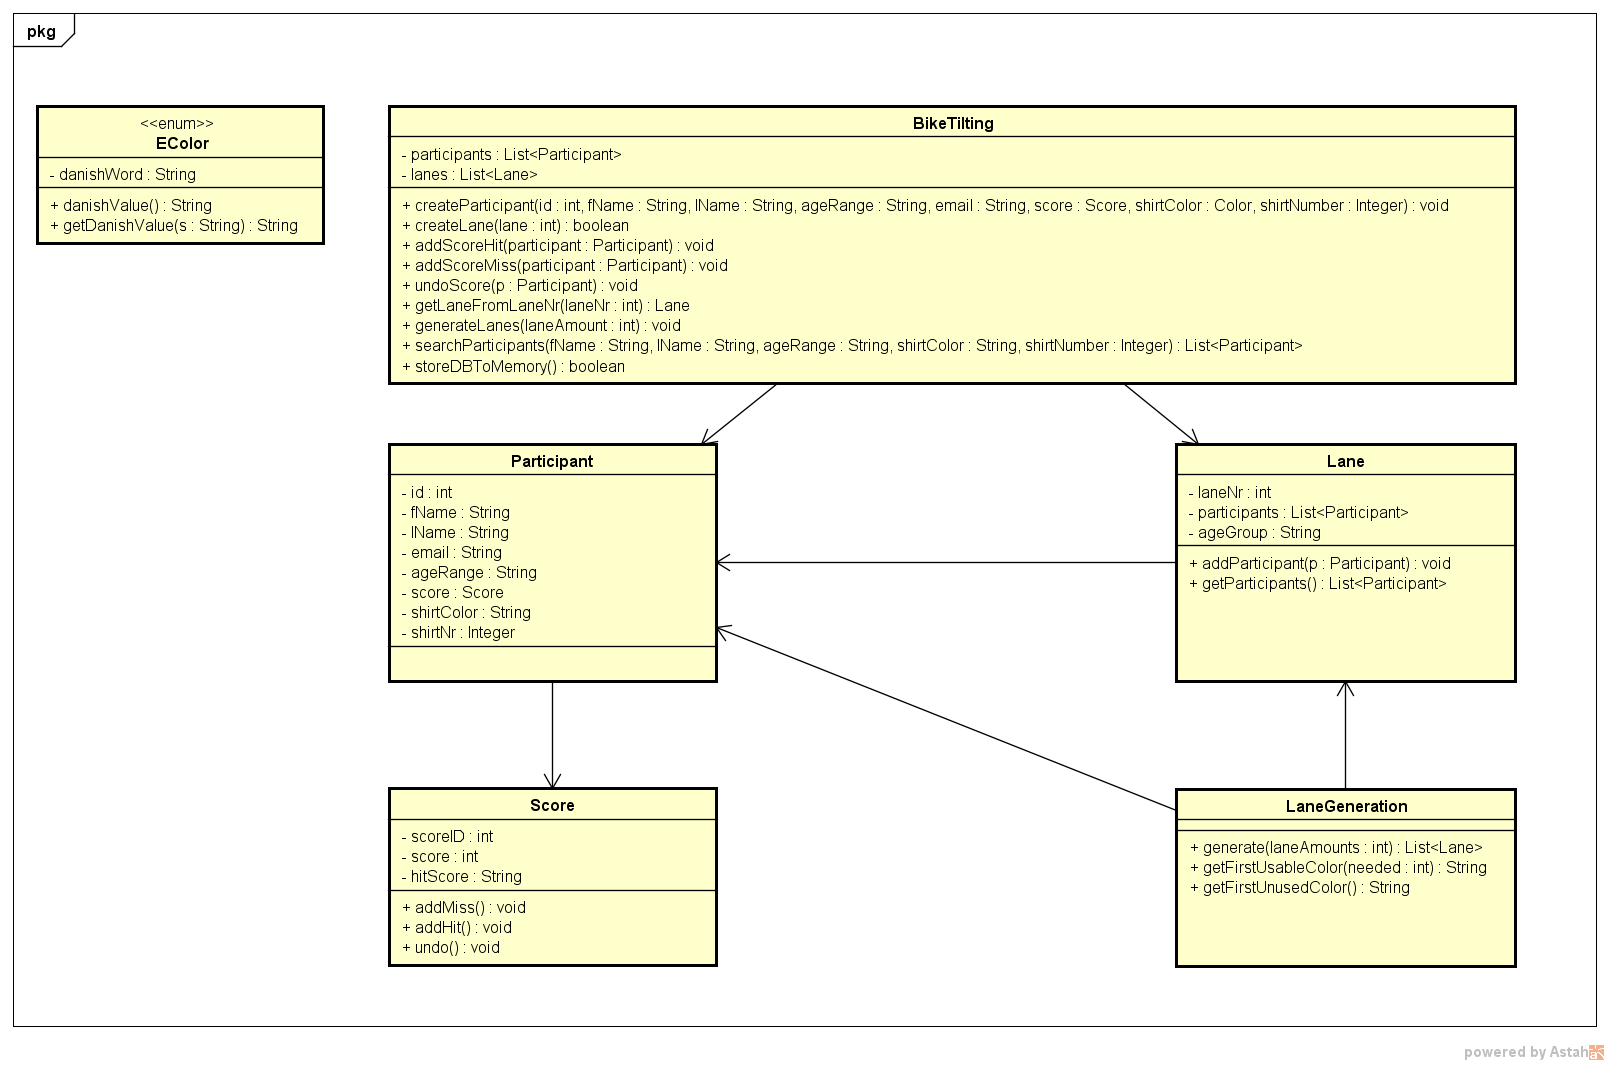 pkg
<<enum>>
EColor
- danishWord : String
+ danishValue() : String
+ getDanishValue(s : String) : String
BikeTilting
- participants : List<Participant>
- lanes : List<Lane>
+ createParticipant(id : int, fName : String, lName : String, ageRange : String, email : String, score : Score, shirtColor : Color, shirtNumber : Integer) : void
+ createLane(lane : int) : boolean
+ addScoreHit(participant : Participant) : void
+ addScoreMiss(participant : Participant) : void
+ undoScore(p : Participant) : void
+ getLaneFromLaneNr(laneNr : int) : Lane
+ generateLanes(laneAmount : int) : void
+ searchParticipants(fName : String, lName : String, ageRange : String, shirtColor : String, shirtNumber : Integer) : List<Participant>
+ storeDBToMemory() : boolean
Participant
- id : int
- fName : String
- lName : String
- email : String
- ageRange : String
- score : Score
- shirtColor : String
- shirtNr : Integer
Lane
- laneNr : int
- participants : List<Participant>
- ageGroup : String
+ addParticipant(p : Participant) : void
+ getParticipants() : List<Participant>
Score
- scoreID : int
- score : int
- hitScore : String
+ addMiss() : void
+ addHit() : void
+ undo() : void
LaneGeneration
+ generate(laneAmounts : int) : List<Lane>
+ getFirstUsableColor(needed : int) : String
+ getFirstUnusedColor() : String
powered by Astah